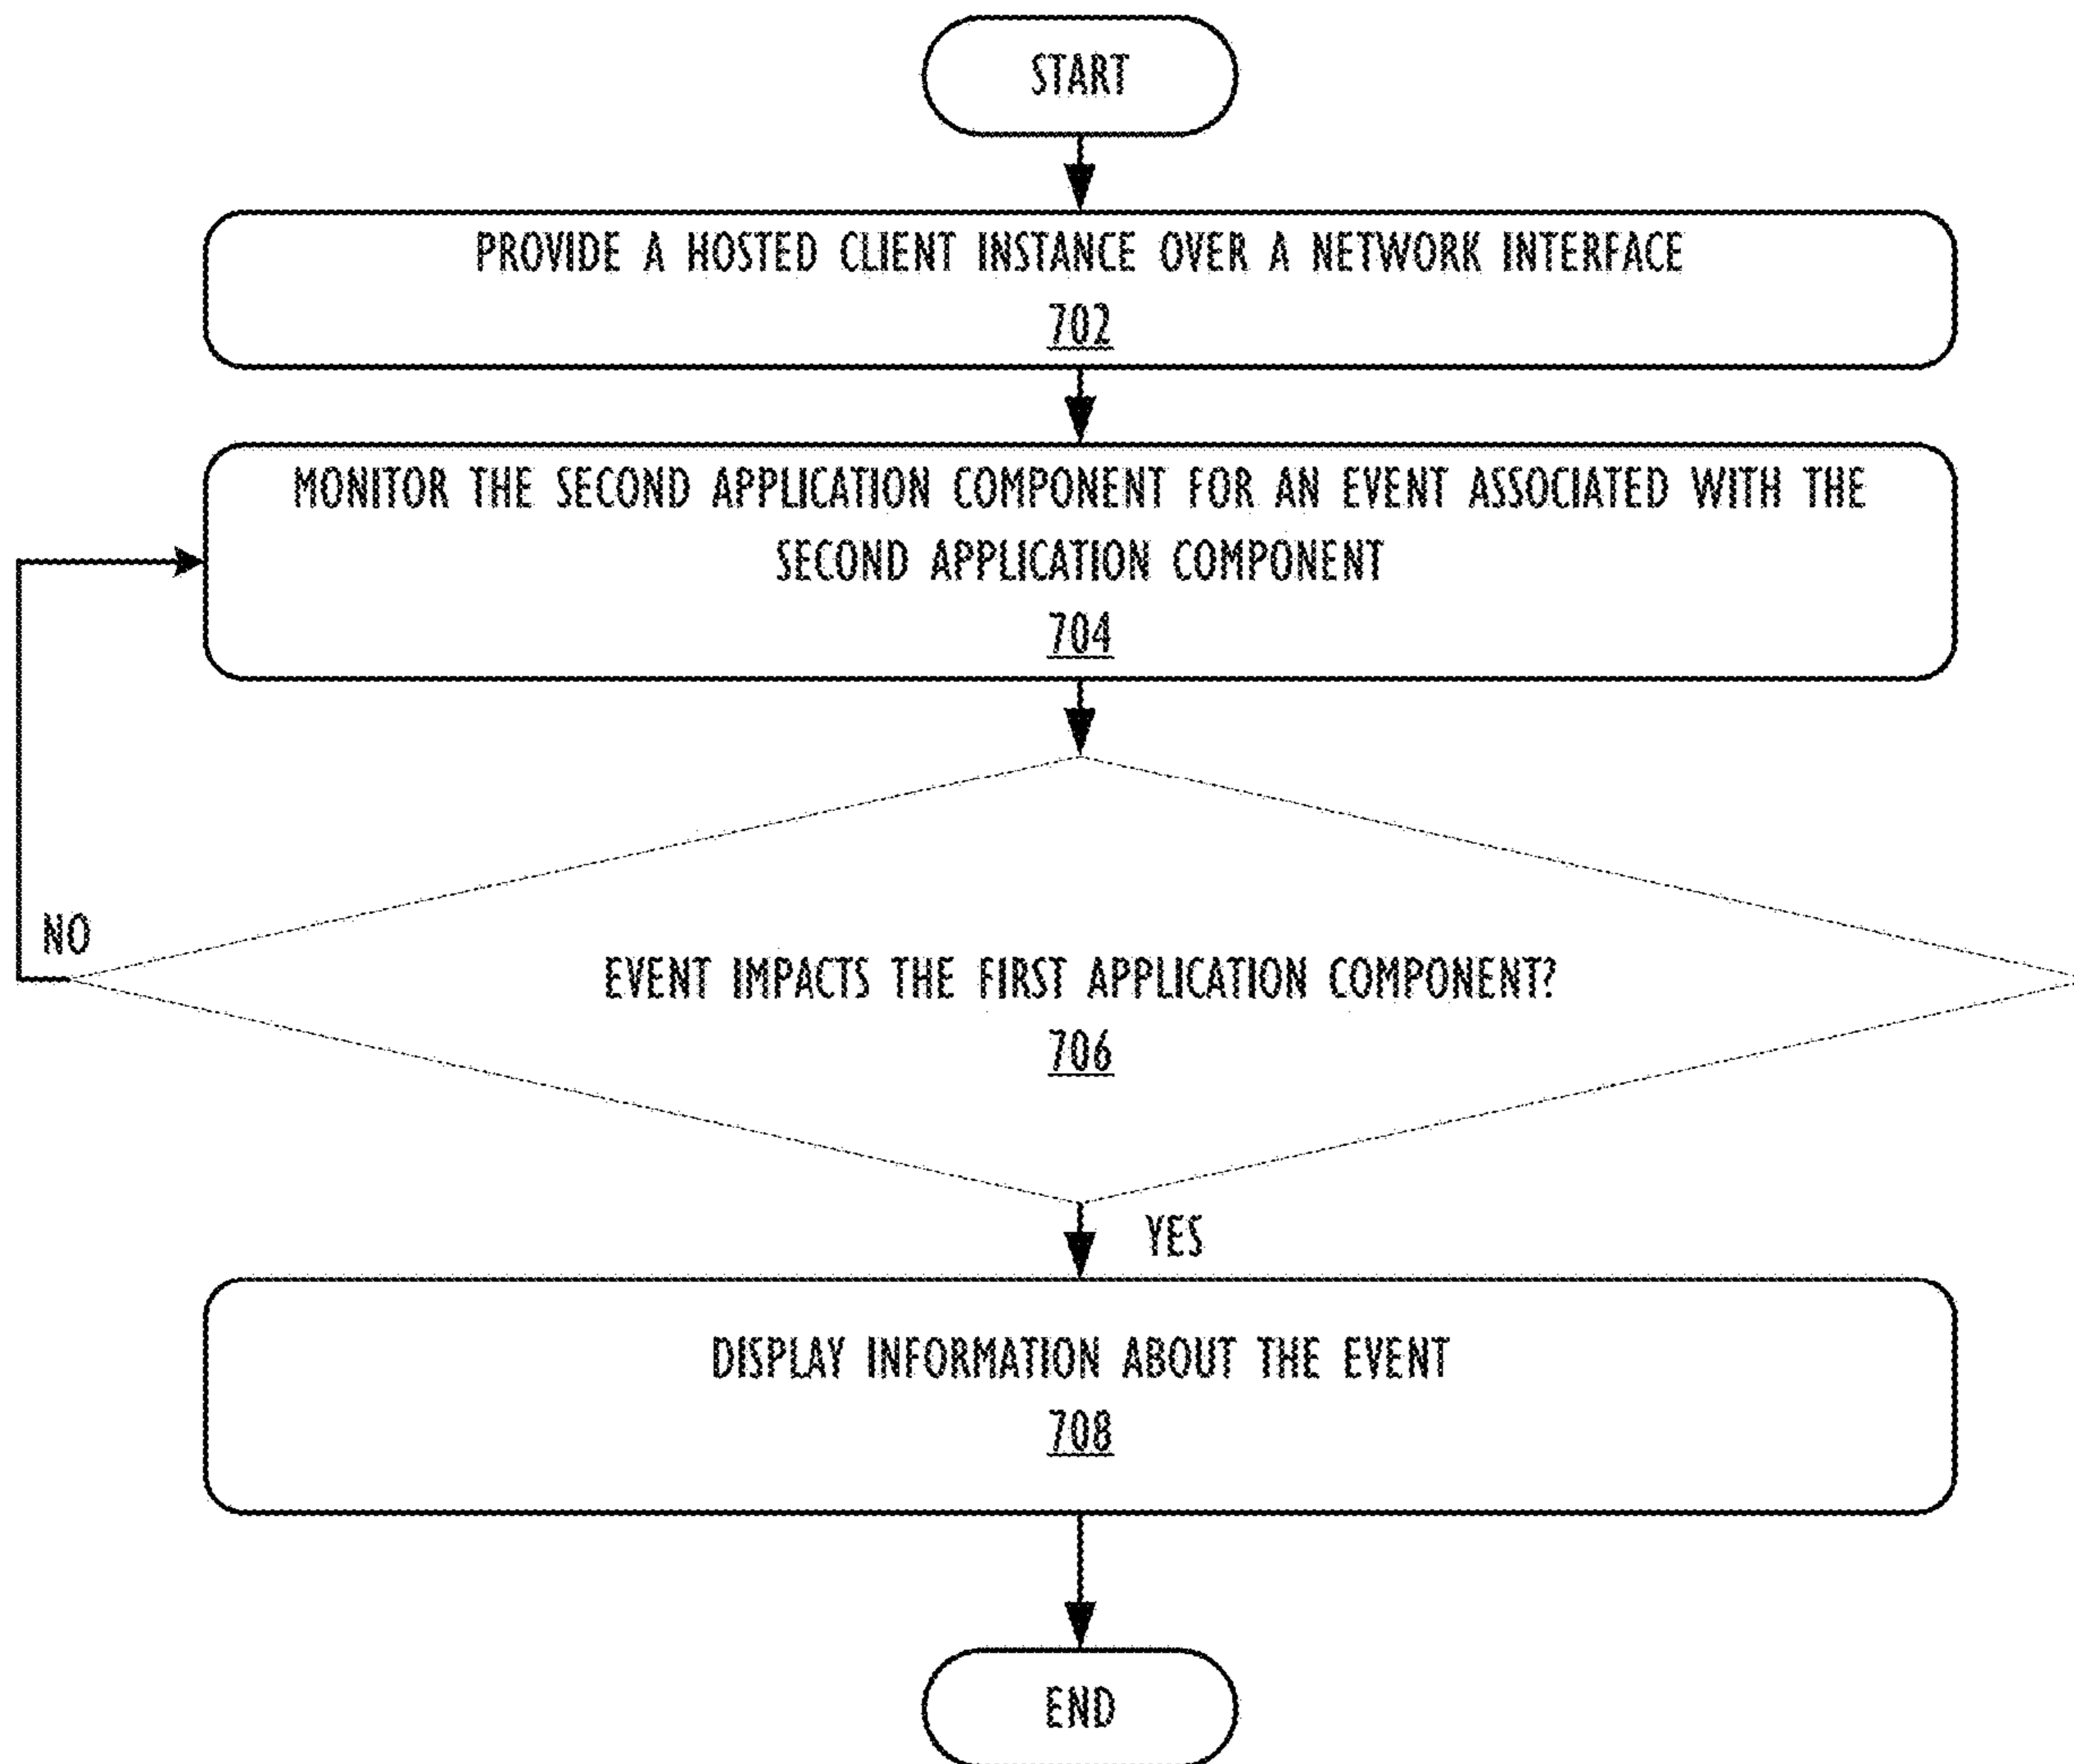 START
PROVIDE A HOSTED CLIENT INSTANCE OVER A NETWORK INTERFACE
702
MONITOR THE SECOND APPLICATION COMPONENT FOR AN EVENT ASSOCIATED WITH THE
SECOND APPLICATION COMPONENT
704
NO
EVENT IMPACTS THE FIRST APPLICATION COMPONENT?
706
YES
DISPLAY INFORMATION ABOUT THE EVENT
708
END